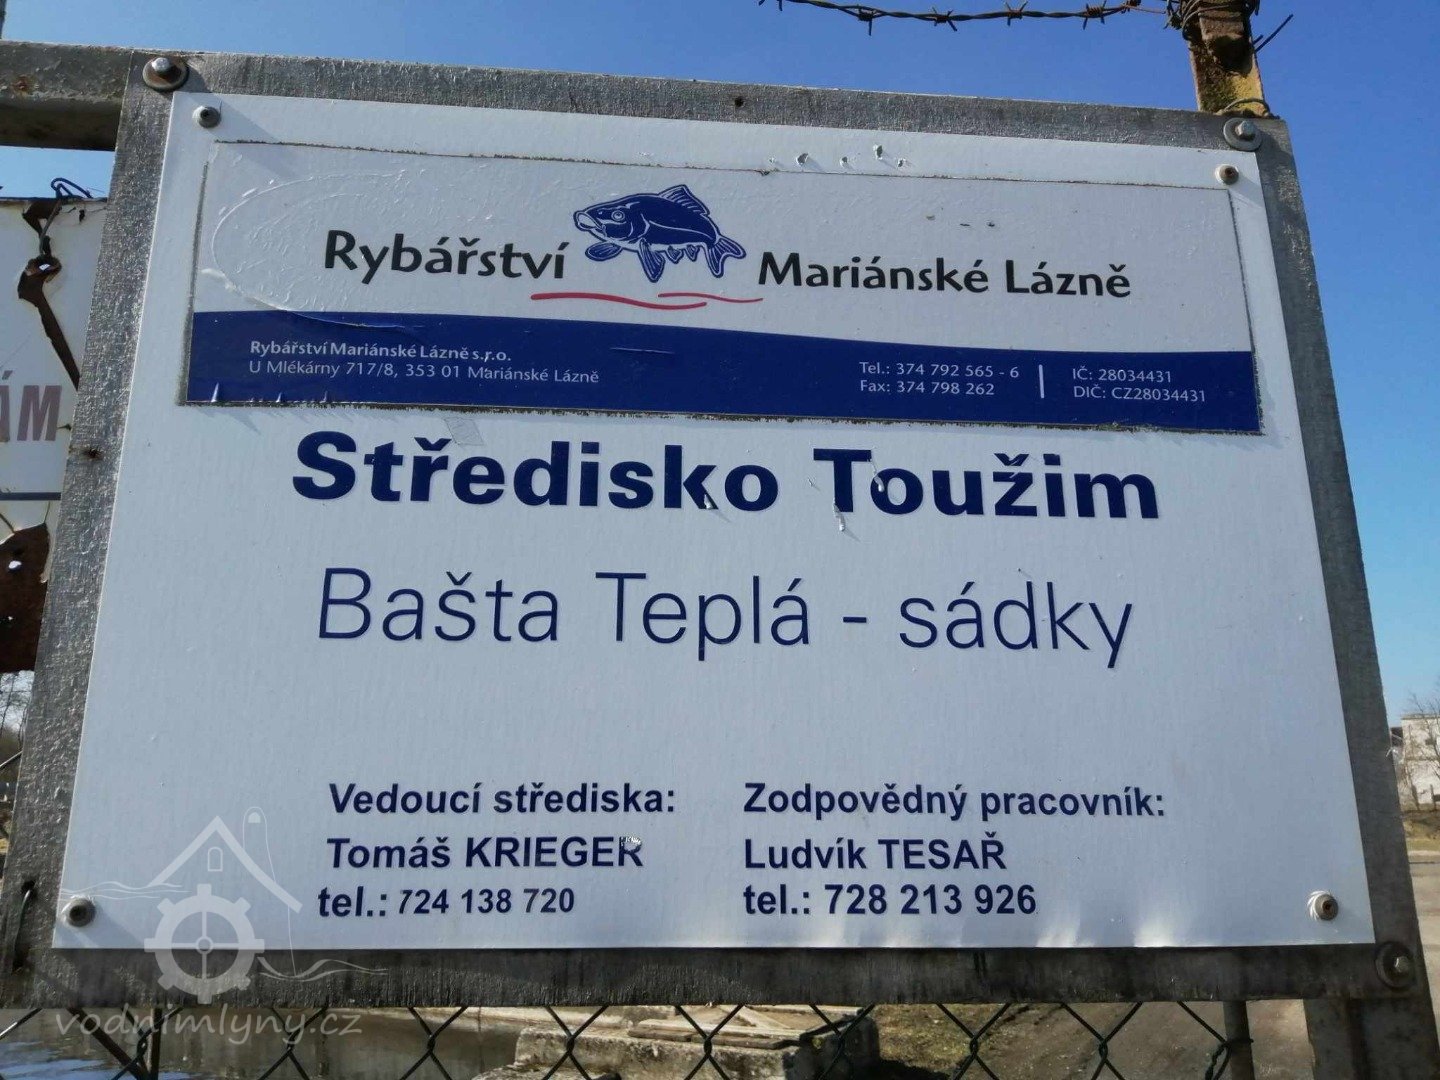 Rybářství Mariánské Lázně
Rybářství Mariánské Lázně s.r.o.
U Mlékárny 717/8, 353 01 Mariánské Lázně
Tel.: 374 792 565 - 6
Fax: 374 798 262
IČ: 28034431
DIČ: CZ28034431
ÁM
Středisko Toužim
Bašta Teplá - sádky
Vedoucí střediska:
Tomáš KRIEGER
tel.: 724 138 720
Zodpovědný pracovník:
Ludvík TESAŘ
tel.: 728 213 926
vodnimlyny.cz